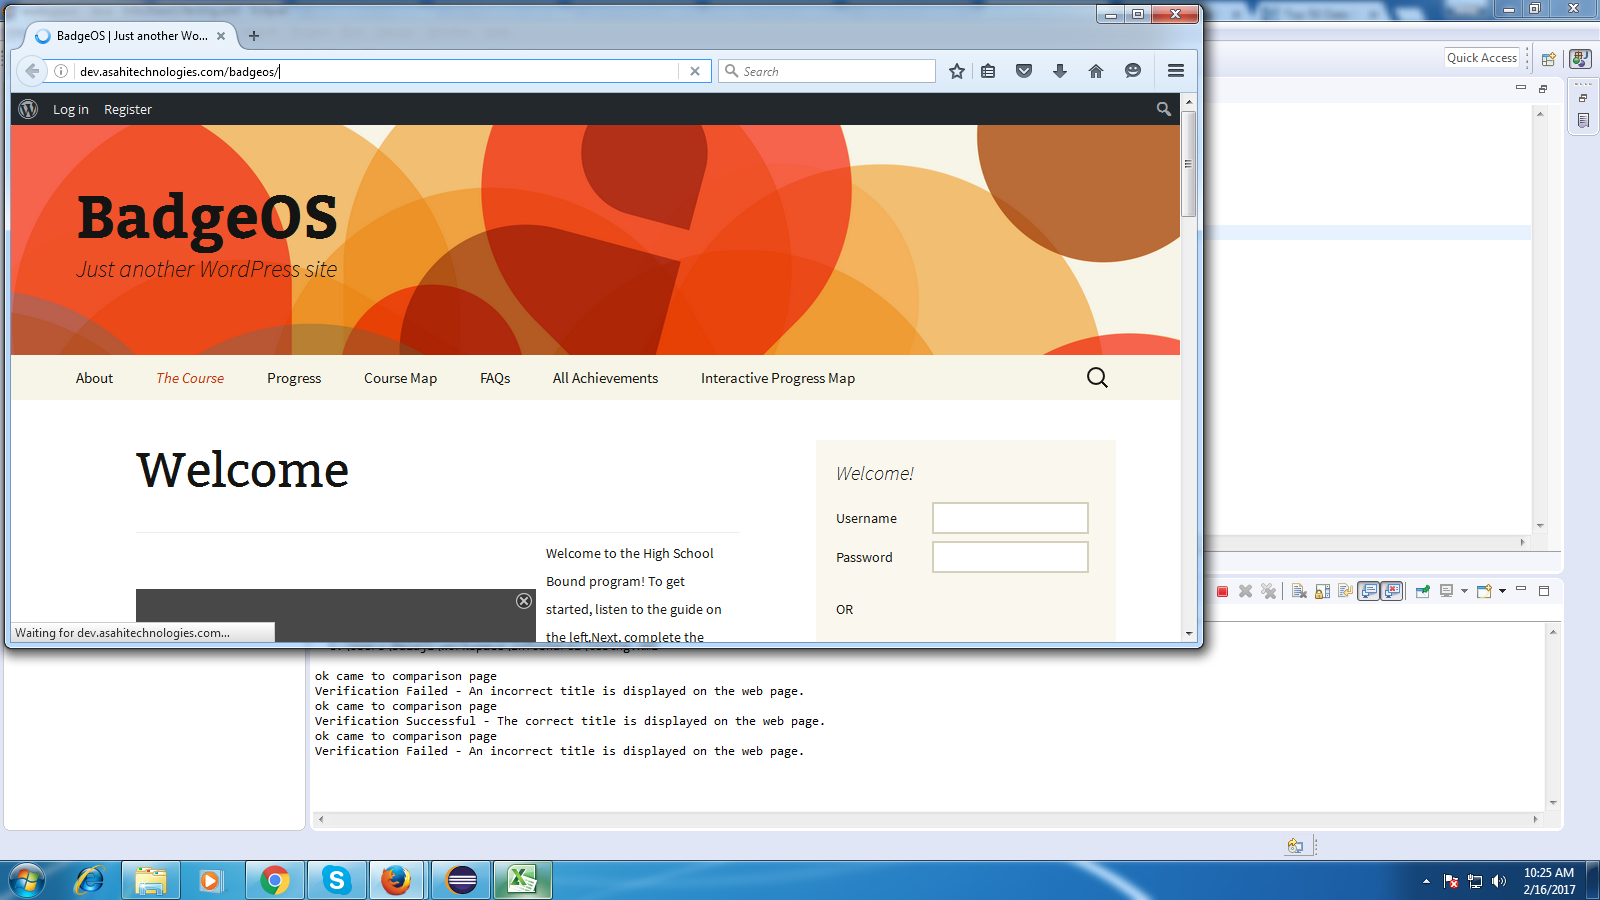 BadgeOS | Just another Wo...
dev.asahitechnologies.com/badgeos/
Search
Quick Access
Log in
Register
BadgeOS
Just another WordPress site
About
The Course
Progress
Course Map
FAQs
All Achievements
Interactive Progress Map
Welcome
Welcome to the High School
Bound program! To get
started, listen to the guide on
the left.Next, complete the
Welcome!
Username
Password
OR
Waiting for dev.asahitechnologies.com...
ok came to comparison page
Verification Failed - An incorrect title is displayed on the web page.
ok came to comparison page
Verification Successful - The correct title is displayed on the web page.
ok came to comparison page
Verification Failed - An incorrect title is displayed on the web page.
10:25 AM
2/16/2017